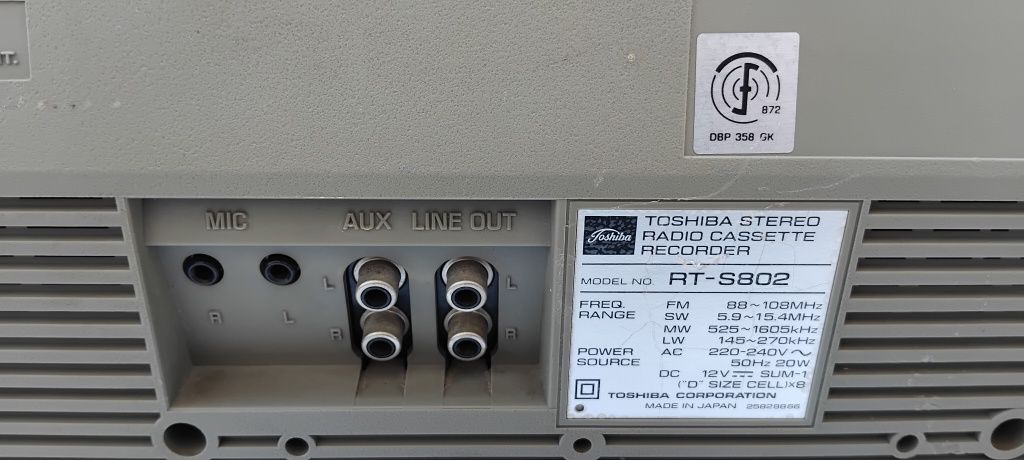 NT.
872
DBP 358 GK
MIC
AUX
LINE OUT
L
L
R
L
R
R
Toshiba
TOSHIBA STEREO
RADIO CASSETTE
RECORDER
MODEL NO. RT-S802
FREQ. RANGE FM 88~108MHz
SW 5.9~15.4MHz
MW 525~1605kHz
LW 145~270kHz
POWER SOURCE AC 220-240V ~
50Hz 20W
DC 12V ⎓ SUM-1
("D" SIZE CELL)×8
TOSHIBA CORPORATION
MADE IN JAPAN 25828866